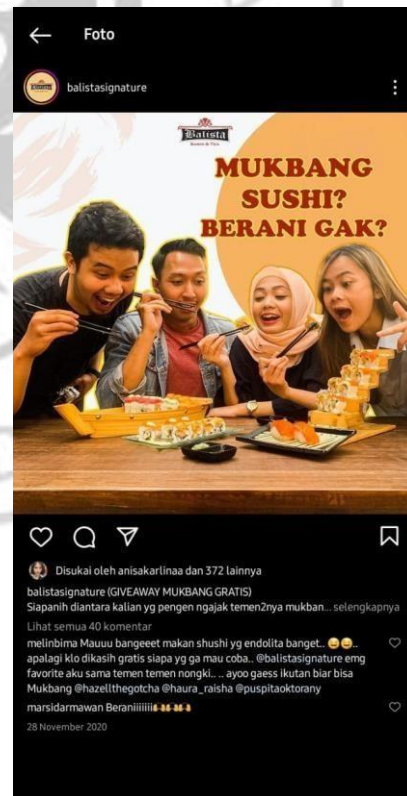 Foto
balistasignature
Balista
MUKBANG
SUSHI?
BERANI GAK?
Disukai oleh anisakarlinaa dan 372 lainnya
balistasignature (GIVEAWAY MUKBANG GRATIS)
Siapanih diantara kalian yg pengen ngajak temen2nya mukban... selengkapnya
Lihat semua 40 komentar
melinbima Mauuu bangeeet makan shushi yg endolita banget.. 😄😄..
apalagi klo dikasih gratis siapa yg ga mau coba.. @balistasignature emg
favorite aku sama temen temen nongki.. .. ayoo gaess ikutan biar bisa
Mukbang @hazellthegotcha @haura_raisha @puspitaoktorany
marsidarmawan Beraniiiiiii
28 November 2020